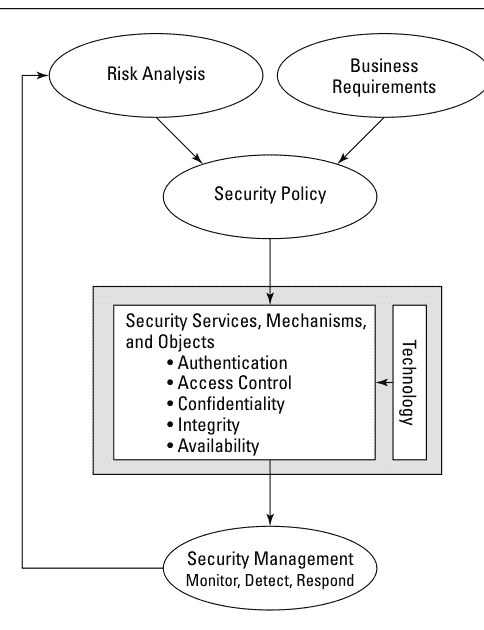 Risk Analysis
Business
Requirements
Security Policy
Security Services, Mechanisms,
and Objects
• Authentication
• Access Control
• Confidentiality
• Integrity
• Availability
Technology
Security Management
Monitor, Detect, Respond